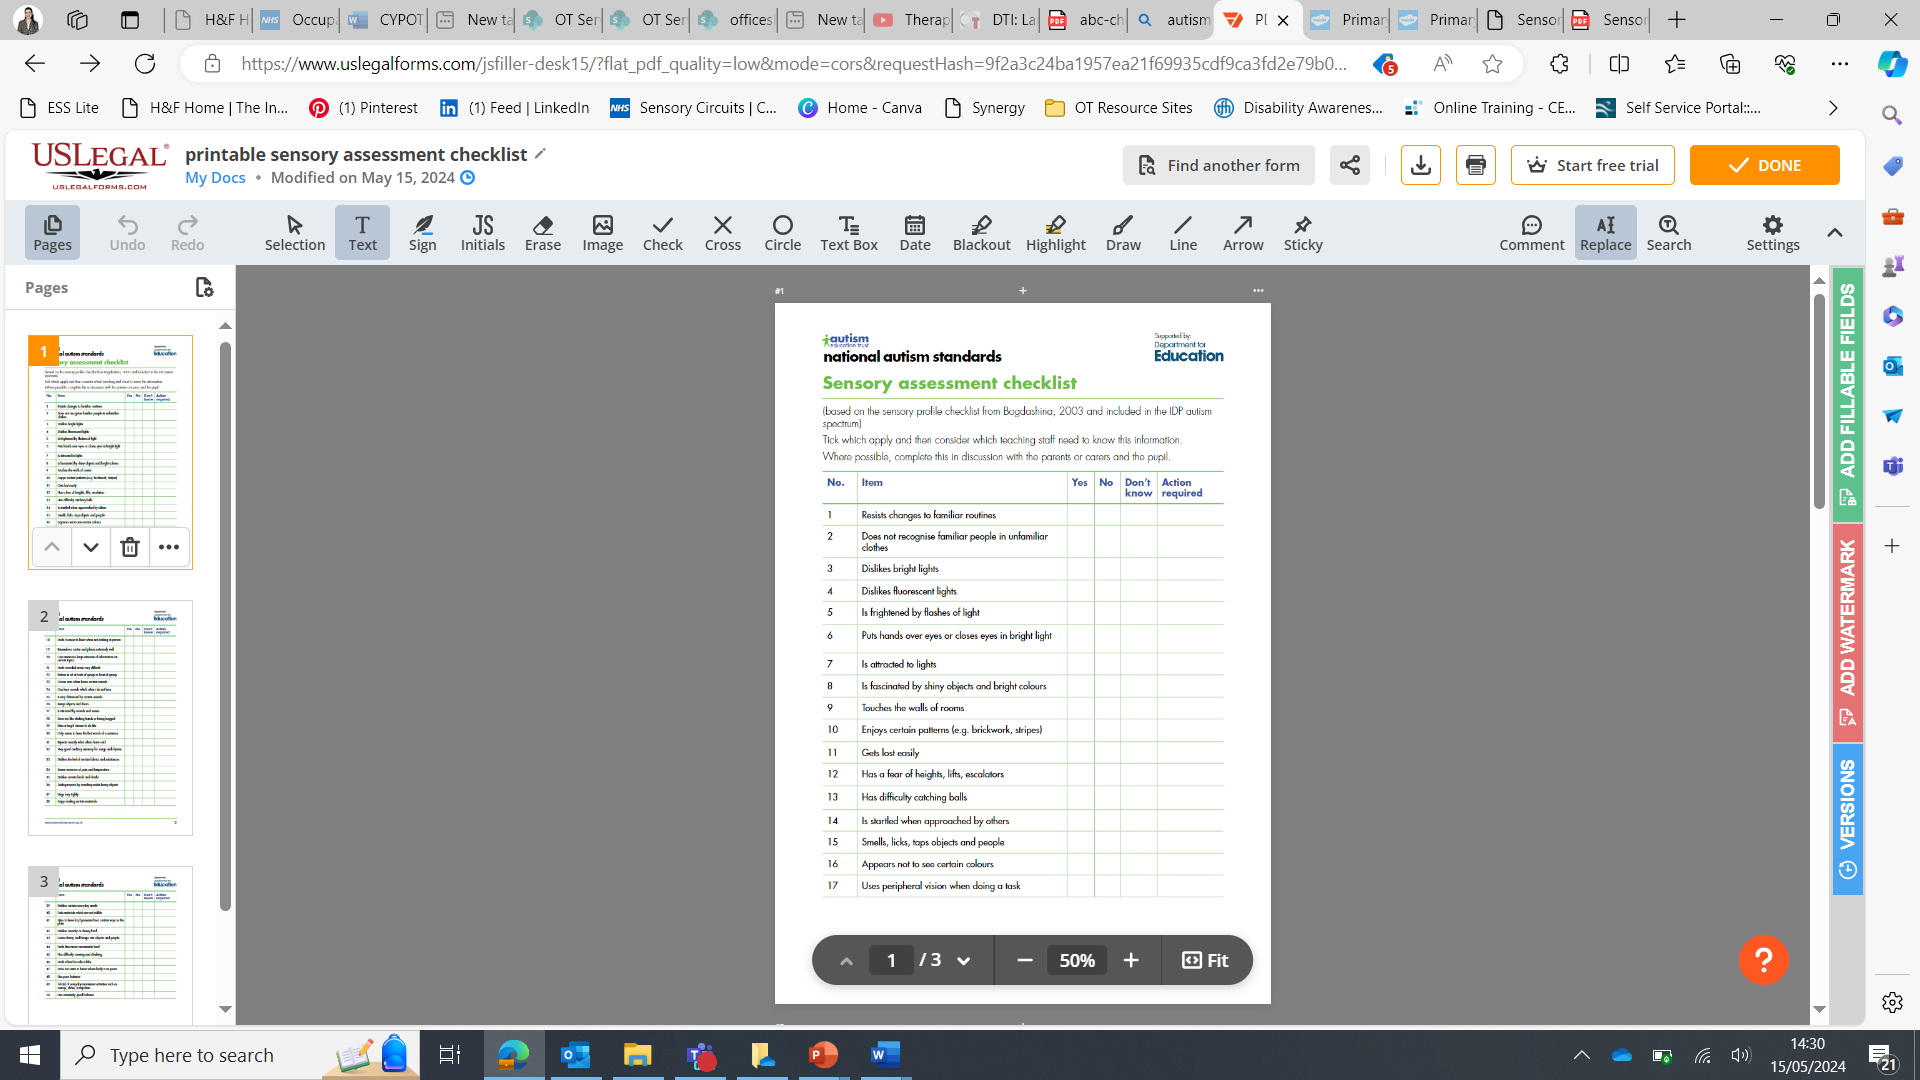 H&F H
Occupa
CYPOT
New ta
OT Ser
OT Ser
offices
New ta
Therap
DTI: La
abc-ch
autism
Primar
Primar
Sensor
Sensor
https://www.uslegalforms.com/jsfiller-desk15/?flat_pdf_quality=low&mode=cors&requestHash=9f2a3c24ba1957ea21f69935cdf9ca3fd2e79b0...
5
ESS Lite
H&F Home | The In...
(1) Pinterest
(1) Feed | LinkedIn
NHS Sensory Circuits | C...
Home - Canva
Synergy
OT Resource Sites
Disability Awarenes...
Online Training - CE...
Self Service Portal::...
USLEGAL
USLEGALFORMS.COM
printable sensory assessment checklist
My Docs • Modified on May 15, 2024
Find another form
Start free trial
DONE
Pages
Undo
Redo
Selection
Text
Sign
Initials
Erase
Image
Check
Cross
Circle
Text Box
Date
Blackout
Highlight
Draw
Line
Arrow
Sticky
Comment
Replace
Search
Settings
Pages
1
2
3
#1
autism
education trust
national autism standards
Supported by:
Department for
Education
Sensory assessment checklist
(based on the sensory profile checklist from Bogdashina, 2003 and included in the IDP autism
spectrum)
Tick which apply and then consider which teaching staff need to know this information.
Where possible, complete this in discussion with the parents or carers and the pupil.
No. Item Yes No Don't know Action required
1 Resists changes to familiar routines
2 Does not recognise familiar people in unfamiliar
clothes
3 Dislikes bright lights
4 Dislikes fluorescent lights
5 Is frightened by flashes of light
6 Puts hands over eyes or closes eyes in bright light
7 Is attracted to lights
8 Is fascinated by shiny objects and bright colours
9 Touches the walls of rooms
10 Enjoys certain patterns (e.g. brickwork, stripes)
11 Gets lost easily
12 Has a fear of heights, lifts, escalators
13 Has difficulty catching balls
14 Is startled when approached by others
15 Smells, licks, taps objects and people
16 Appears not to see certain colours
17 Uses peripheral vision when doing a task
1 / 3
50%
Fit
ADD FILLABLE FIELDS
ADD WATERMARK
VERSIONS
?
Type here to search
14:30
15/05/2024
21